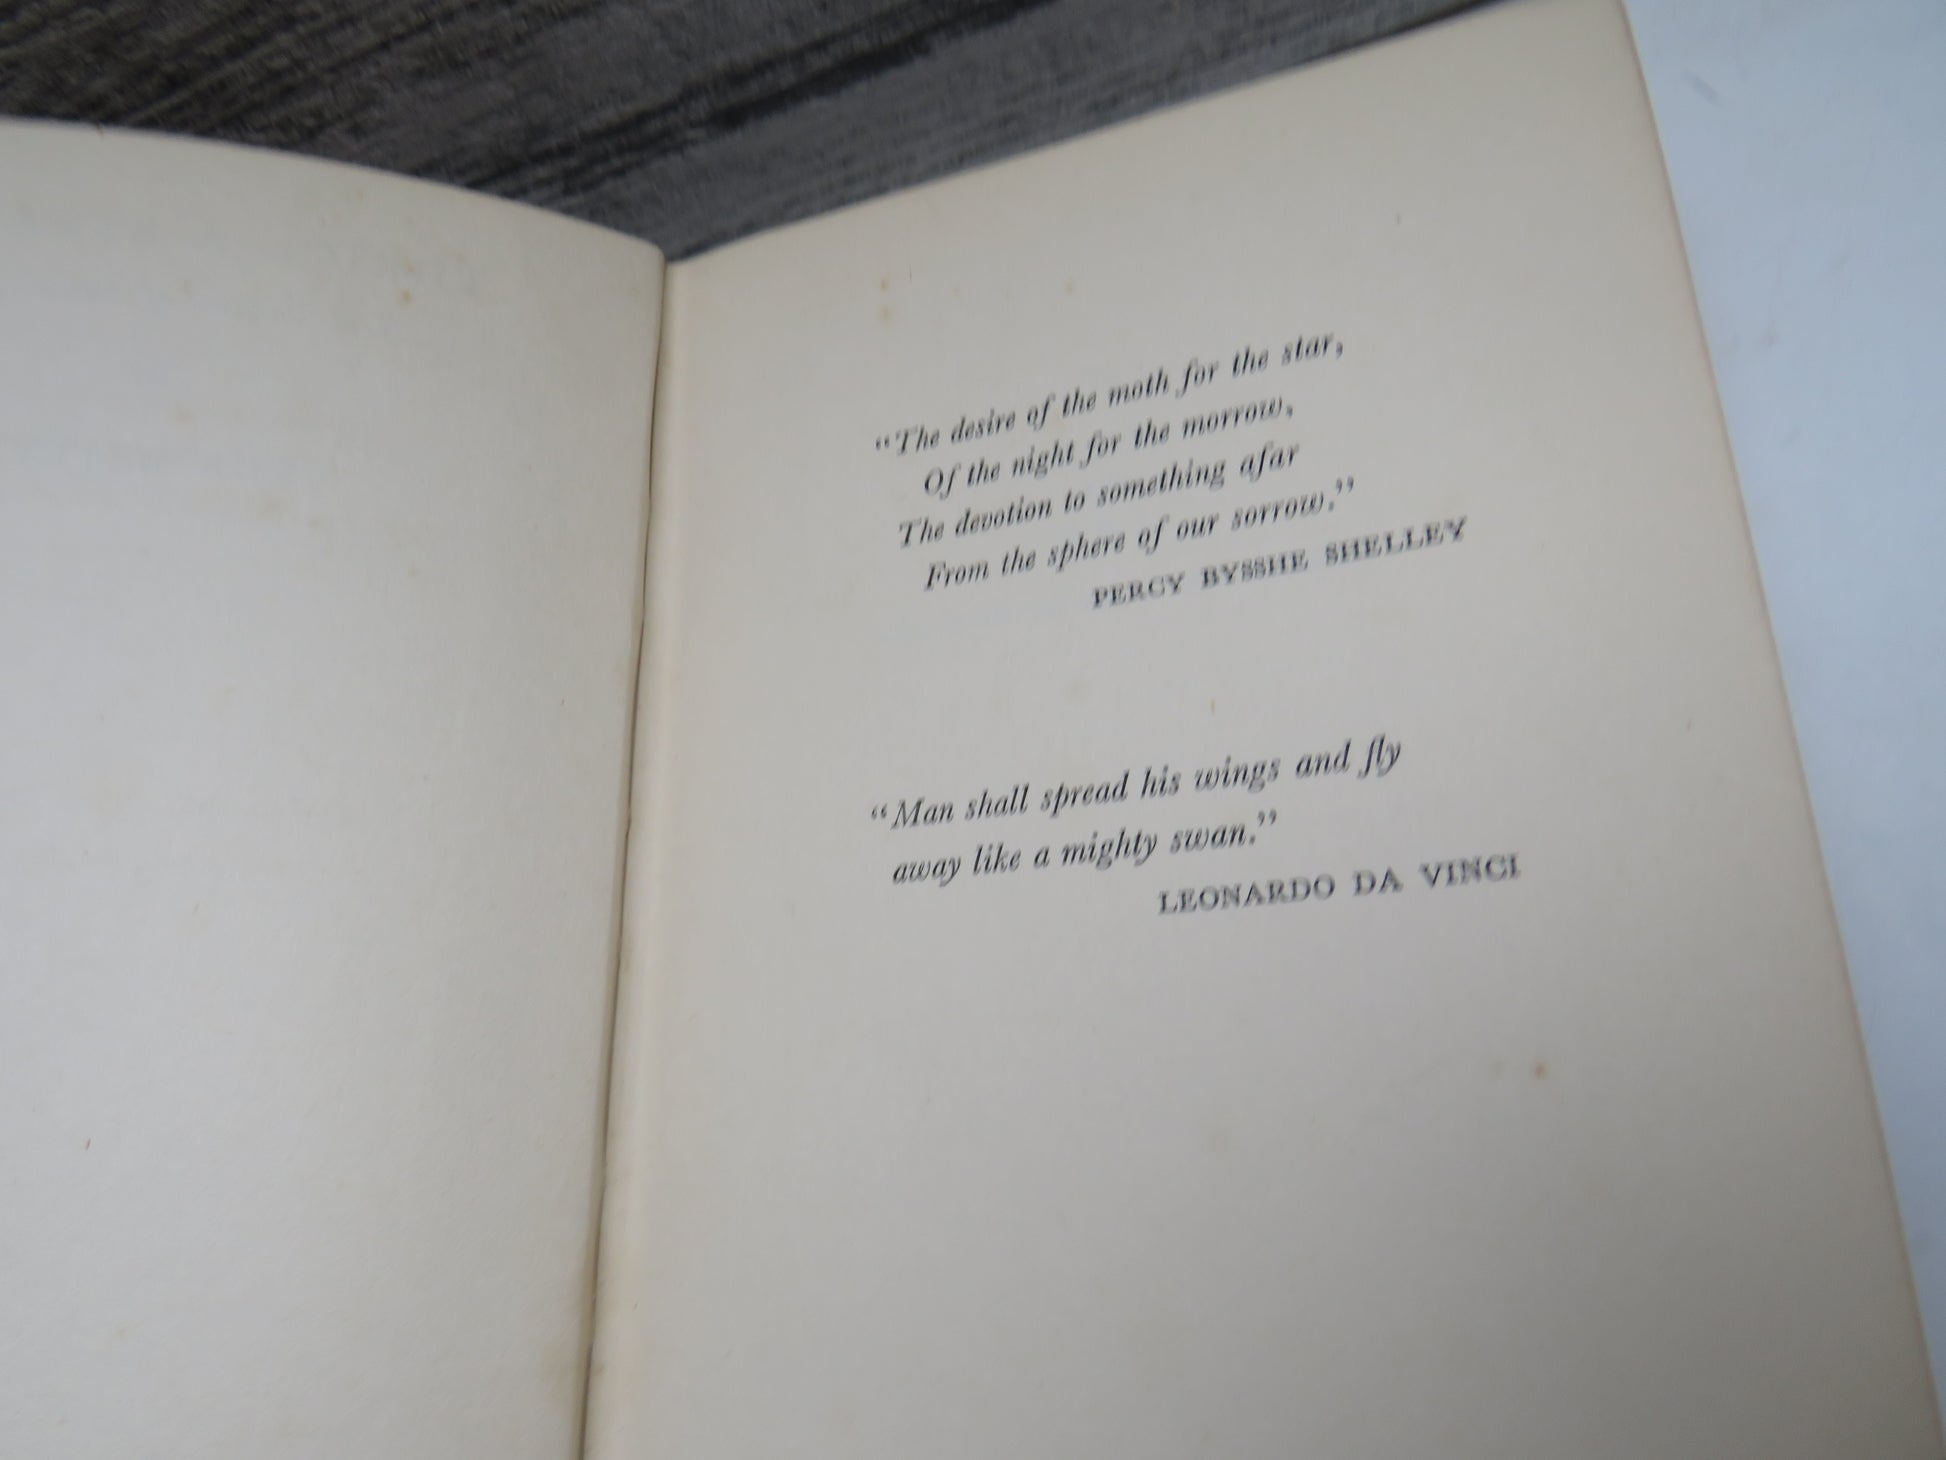 “The desire of the moth for the star,
Of the night for the morrow,
The devotion to something afar
From the sphere of our sorrow.”
PERCY BYSSHE SHELLEY
“Man shall spread his wings and fly
away like a mighty swan.”
LEONARDO DA VINCI